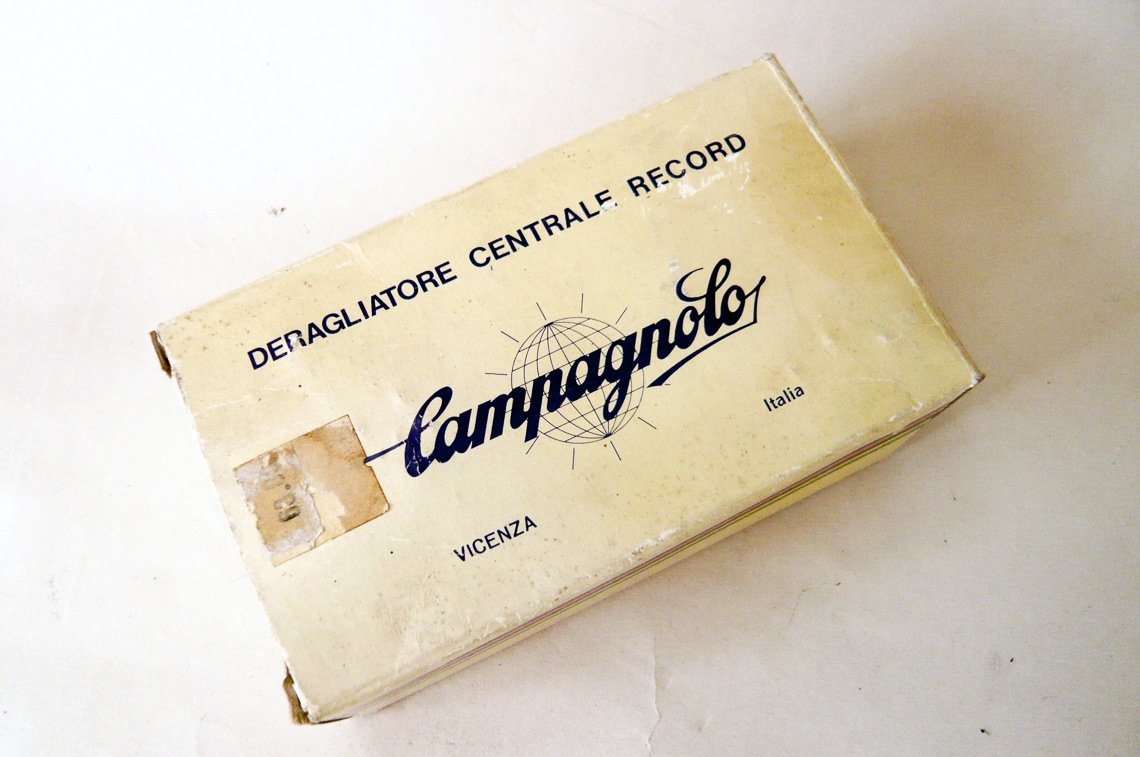 DERAGLIATORE CENTRALE RECORD
Campagnolo
VICENZA
Italia